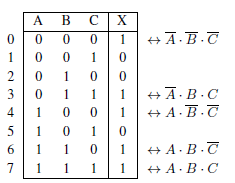 A B C X
0 0 0 0 1 ↔ A̅ · B̅ · C̅
1 0 0 1 0
2 0 1 0 0
3 0 1 1 1 ↔ A̅ · B · C
4 1 0 0 1 ↔ A · B̅ · C̅
5 1 0 1 0
6 1 1 0 1 ↔ A · B · C̅
7 1 1 1 1 ↔ A · B · C